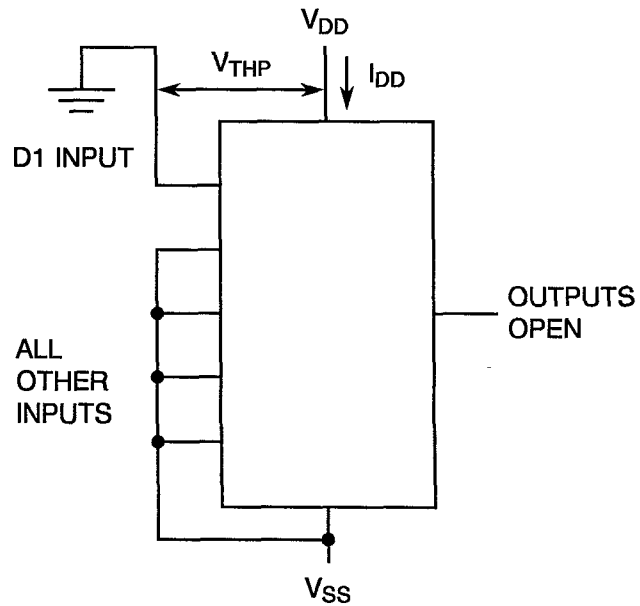 VDD
VTHP
IDD
D1 INPUT
OUTPUTS
OPEN
ALL
OTHER
INPUTS
VSS